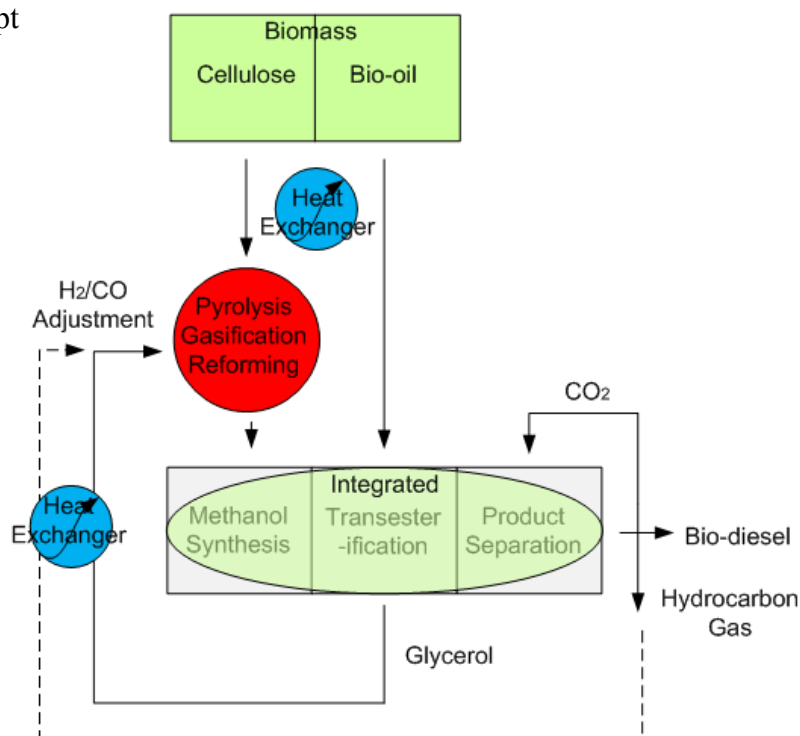 pt
Biomass
Cellulose
Bio-oil
Heat
Exchanger
H2/CO
Adjustment
Pyrolysis
Gasification
Reforming
CO2
Integrated
Methanol
Synthesis
Transester
-ification
Product
Separation
Heat
Exchanger
Bio-diesel
Hydrocarbon
Gas
Glycerol